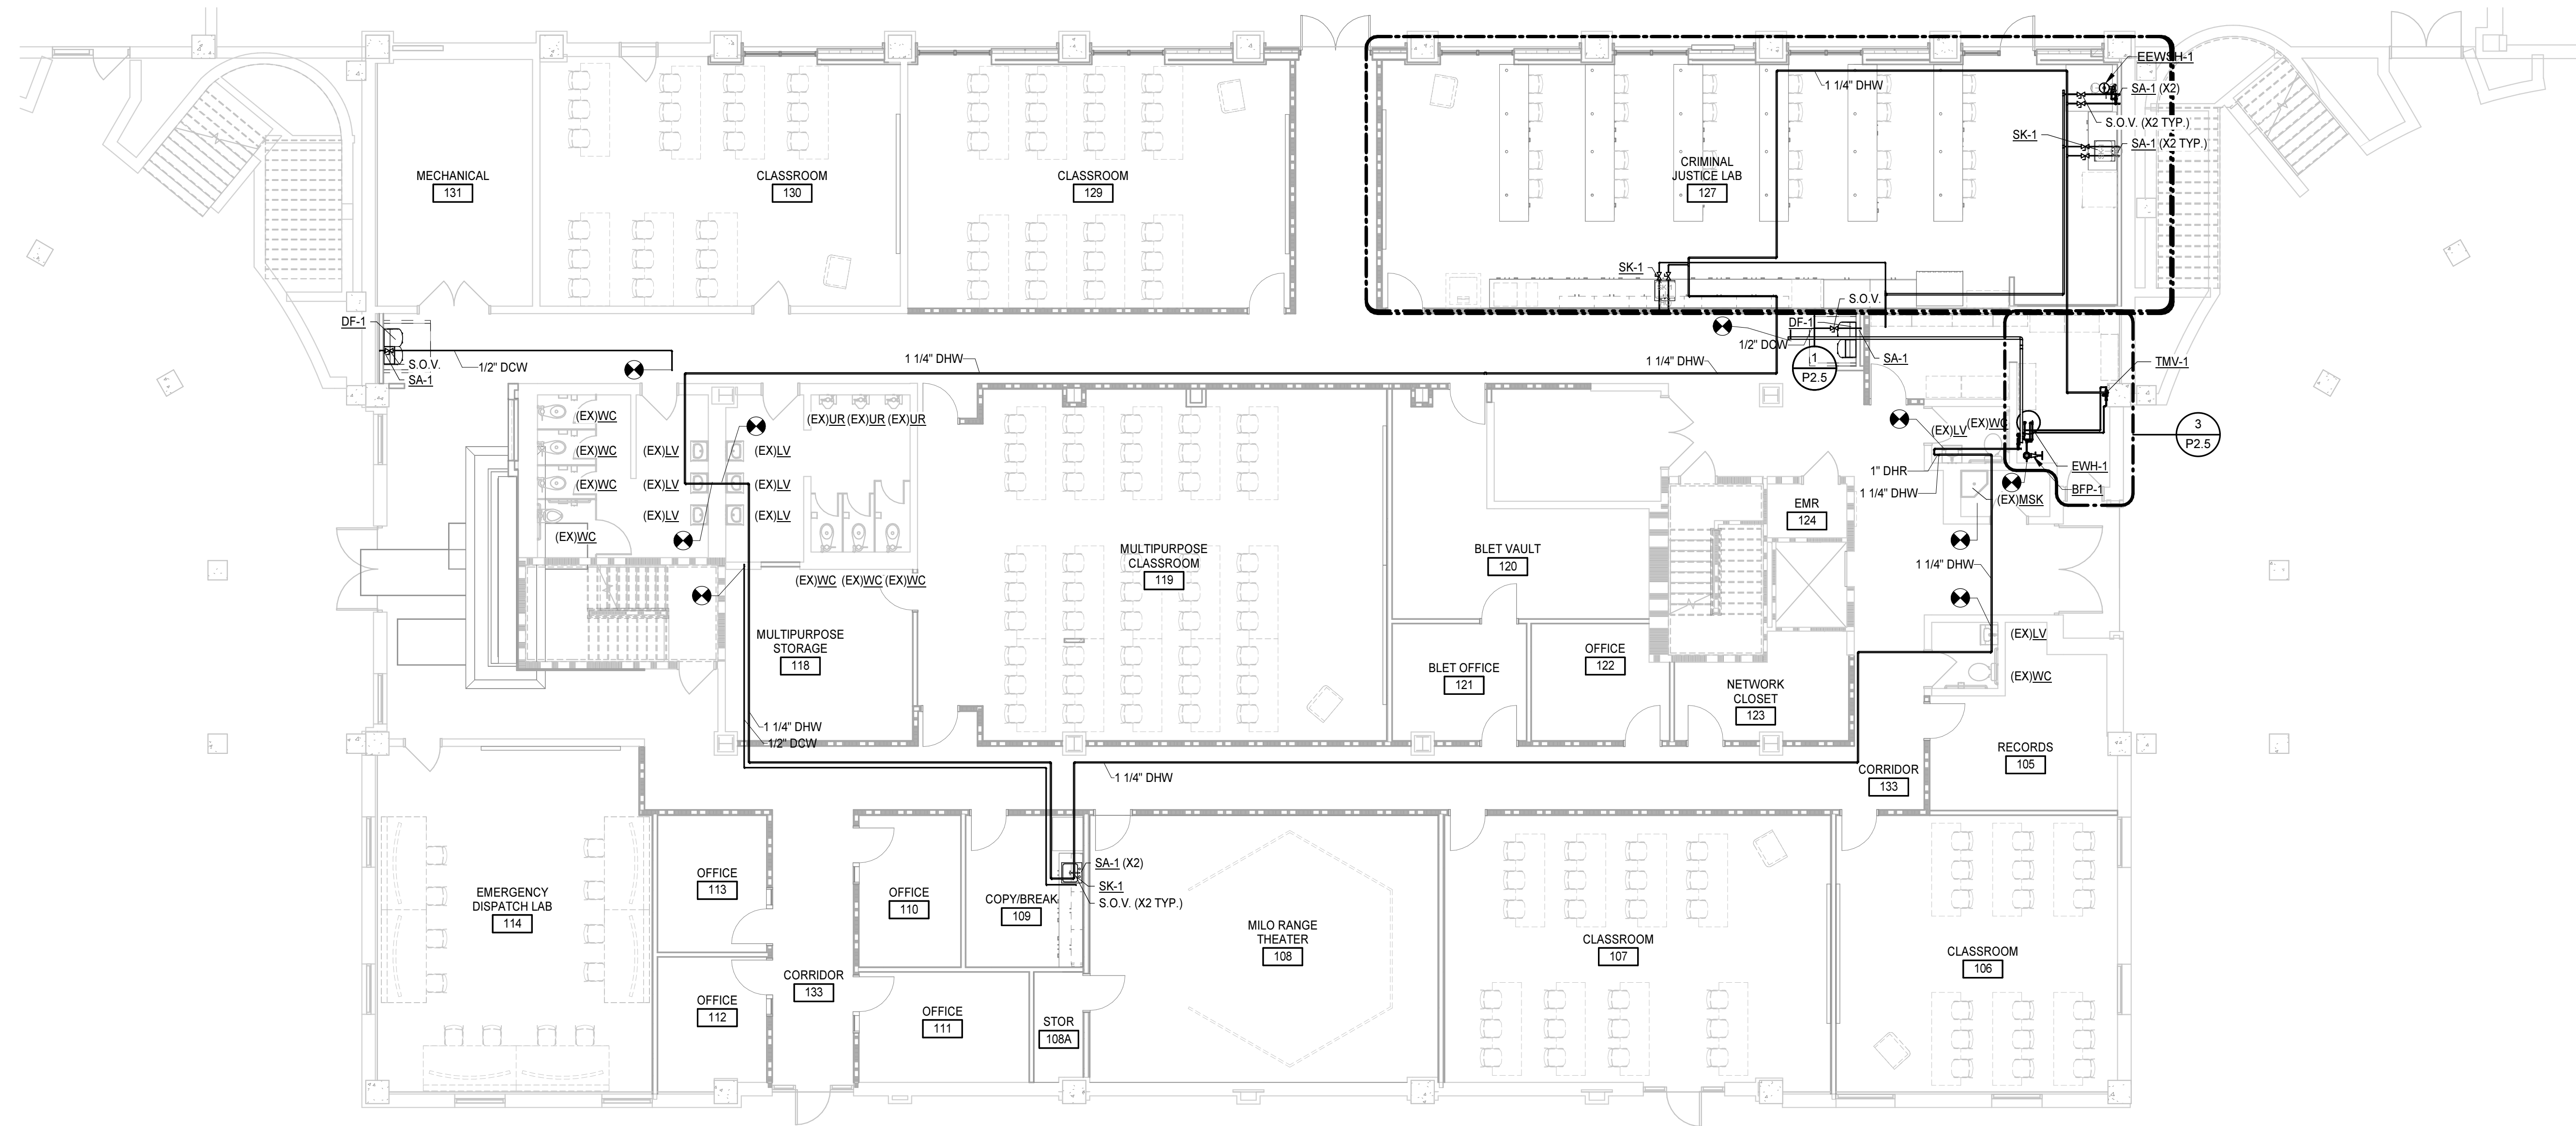 EEWSH-1
1 1/4" DHW
SA-1 (X2)
S.O.V. (X2 TYP.)
SK-1
SA-1 (X2 TYP.)
MECHANICAL
131
CLASSROOM
130
CLASSROOM
129
CRIMINAL
JUSTICE LAB
127
SK-1
S.O.V.
DF-1
S.O.V.
SA-1
1/2" DCW
1 1/4" DHW
1 1/4" DHW
DF-1
1/2" DCW
SA-1
1
P2.5
TMV-1
(EX)WC
(EX)UR
(EX)UR
(EX)UR
(EX)WC
(EX)LV
(EX)LV
(EX)WC
(EX)LV
(EX)LV
(EX)LV
(EX)LV
(EX)WC
(EX)LV
(EX)WC
3
P2.5
1" DHR
EWH-1
1 1/4" DHW
BFP-1
(EX)MSK
EMR
124
MULTIPURPOSE
CLASSROOM
119
BLET VAULT
120
1 1/4" DHW
(EX)WC
(EX)WC
(EX)WC
MULTIPURPOSE
STORAGE
118
(EX)LV
BLET OFFICE
121
OFFICE
122
(EX)WC
NETWORK
CLOSET
123
1 1/4" DHW
1/2" DCW
1 1/4" DHW
RECORDS
105
CORRIDOR
133
SA-1 (X2)
SK-1
S.O.V. (X2 TYP.)
OFFICE
113
EMERGENCY
DISPATCH LAB
114
OFFICE
110
COPY/BREAK
109
MILO RANGE
THEATER
108
CLASSROOM
107
CLASSROOM
106
CORRIDOR
133
OFFICE
112
OFFICE
111
STOR
108A